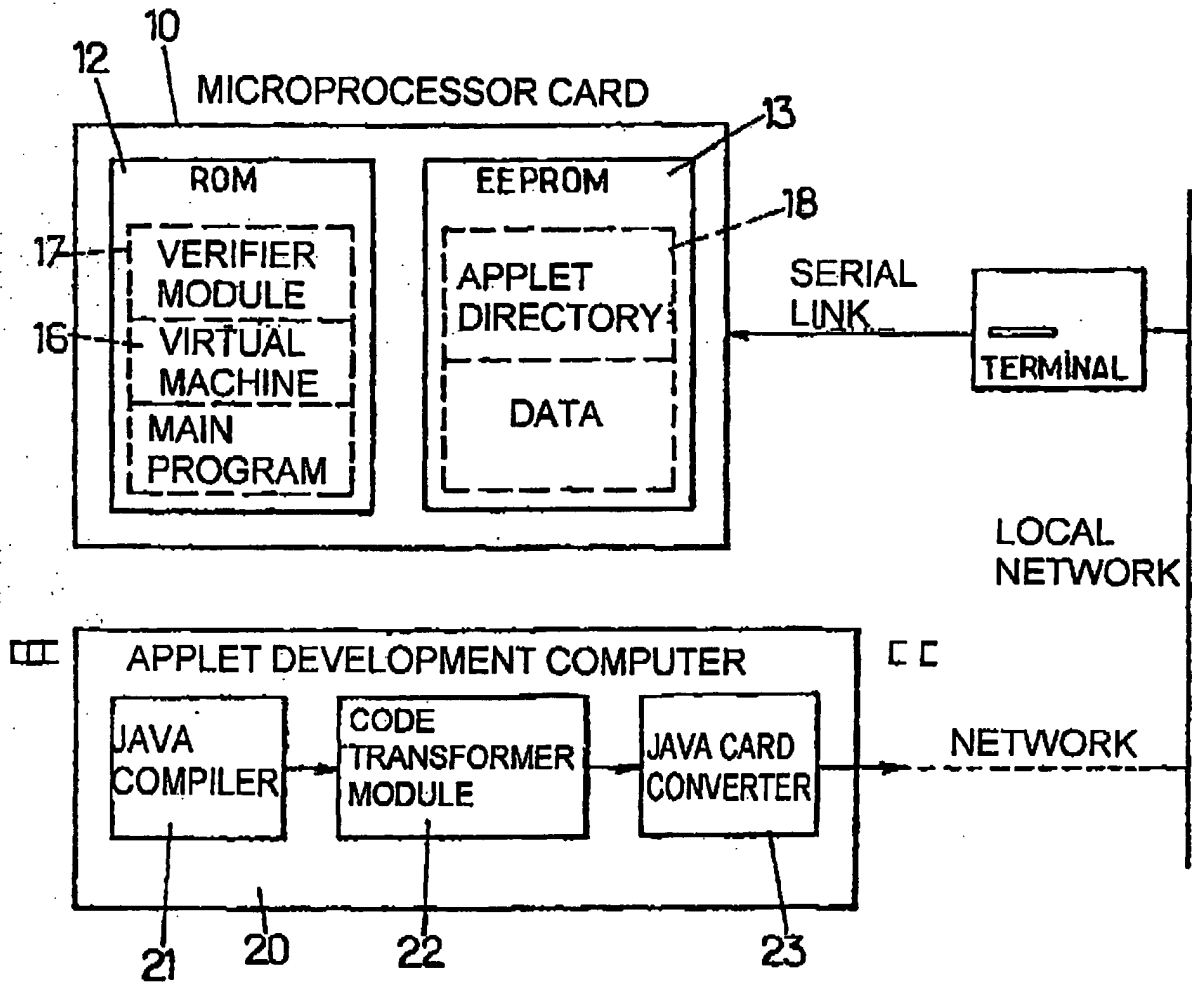 10
12
MICROPROCESSOR CARD
13
ROM
EEPROM
18
17
VERIFIER
MODULE
APPLET
DIRECTORY
SERIAL
LINK
16
VIRTUAL
MACHINE
TERMINAL
MAIN
PROGRAM
DATA
LOCAL
NETWORK
APPLET DEVELOPMENT COMPUTER
JAVA
COMPILER
CODE
TRANSFORMER
MODULE
JAVA CARD
CONVERTER
NETWORK
21
20
22
23